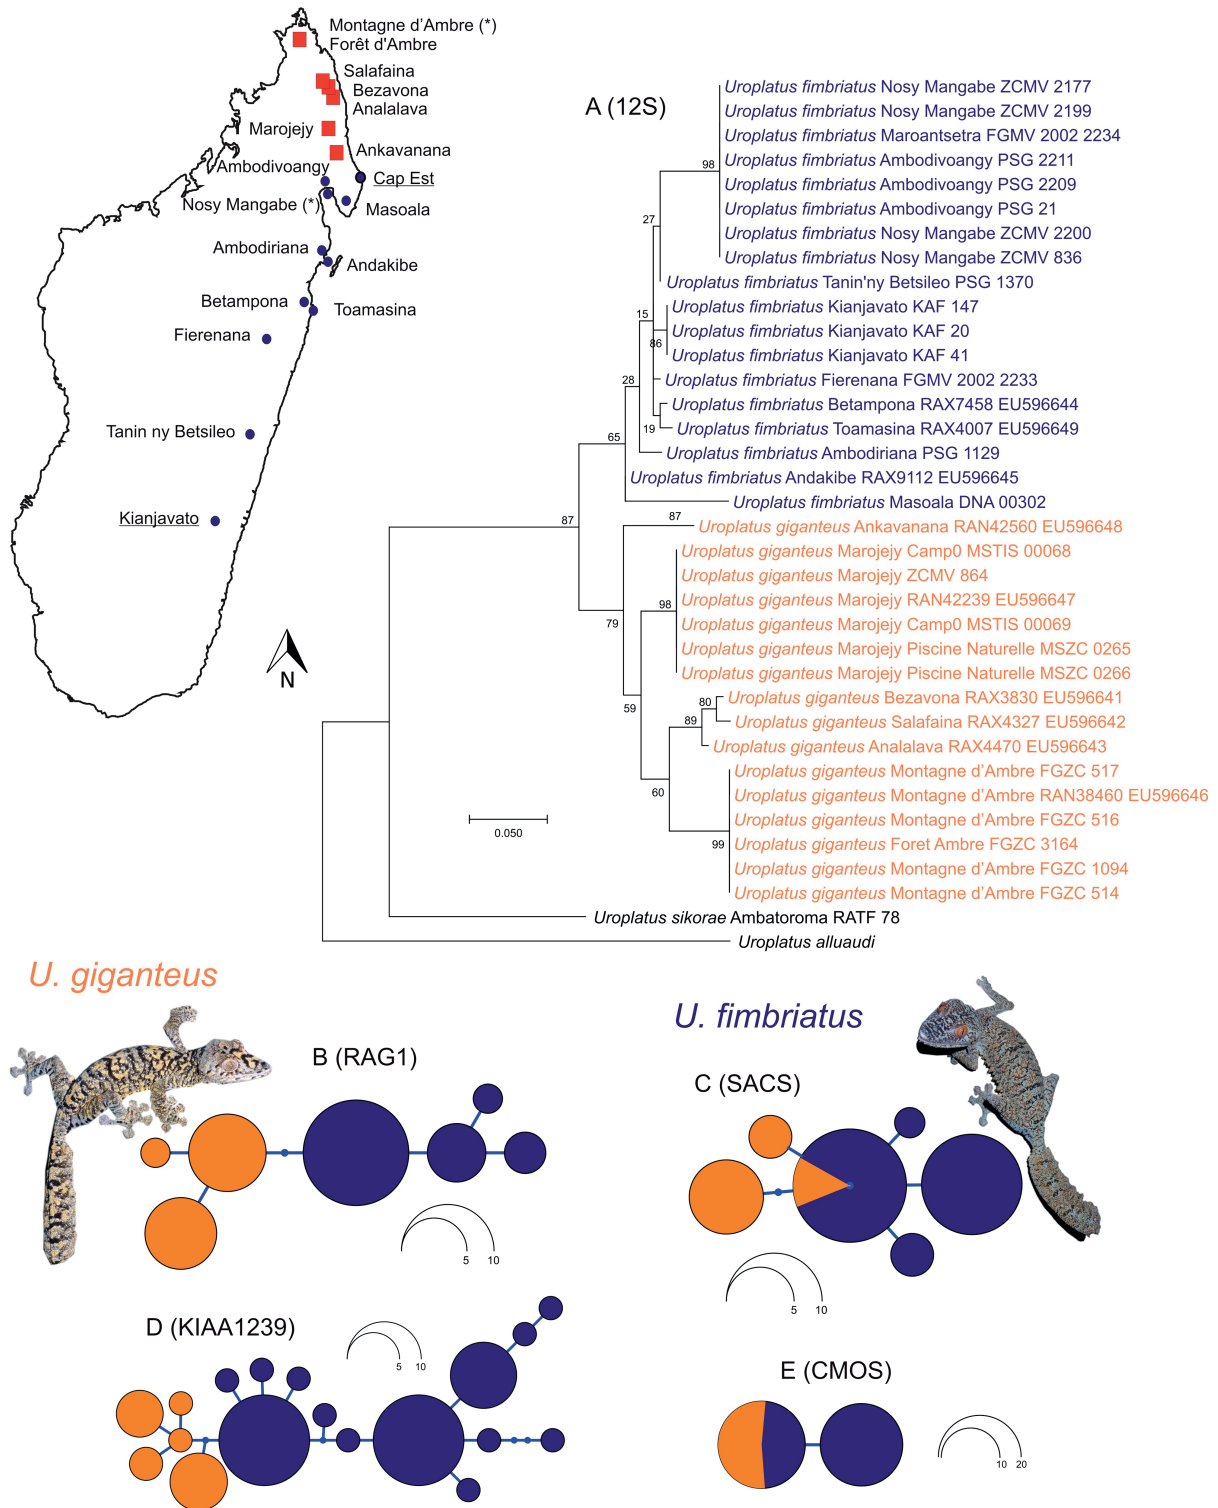 Montagne d’Ambre (*)
Forêt d'Ambre
Salafaina
Bezavona
Analalava
Marojejy
Ankavanana
Ambodivoangy
Cap Est
Nosy Mangabe (*)
Masoala
Ambodiriana
Andakibe
Betampona
Toamasina
Fierenana
Tanin ny Betsileo
Kianjavato
N
A (12S)
Uroplatus fimbriatus Nosy Mangabe ZCMV 2177
Uroplatus fimbriatus Nosy Mangabe ZCMV 2199
Uroplatus fimbriatus Maroantsetra FGMV 2002 2234
98
Uroplatus fimbriatus Ambodivoangy PSG 2211
Uroplatus fimbriatus Ambodivoangy PSG 2209
Uroplatus fimbriatus Ambodivoangy PSG 21
27
Uroplatus fimbriatus Nosy Mangabe ZCMV 2200
Uroplatus fimbriatus Nosy Mangabe ZCMV 836
Uroplatus fimbriatus Tanin'ny Betsileo PSG 1370
Uroplatus fimbriatus Kianjavato KAF 147
15
Uroplatus fimbriatus Kianjavato KAF 20
86
Uroplatus fimbriatus Kianjavato KAF 41
28
Uroplatus fimbriatus Fierenana FGMV 2002 2233
Uroplatus fimbriatus Betampona RAX7458 EU596644
19
Uroplatus fimbriatus Toamasina RAX4007 EU596649
65
Uroplatus fimbriatus Ambodiriana PSG 1129
Uroplatus fimbriatus Andakibe RAX9112 EU596645
Uroplatus fimbriatus Masoala DNA 00302
87
87
Uroplatus giganteus Ankavanana RAN42560 EU596648
Uroplatus giganteus Marojejy Camp0 MSTIS 00068
Uroplatus giganteus Marojejy ZCMV 864
98
Uroplatus giganteus Marojejy RAN42239 EU596647
79
Uroplatus giganteus Marojejy Camp0 MSTIS 00069
Uroplatus giganteus Marojejy Piscine Naturelle MSZC 0265
Uroplatus giganteus Marojejy Piscine Naturelle MSZC 0266
59
80
Uroplatus giganteus Bezavona RAX3830 EU596641
89
Uroplatus giganteus Salafaina RAX4327 EU596642
Uroplatus giganteus Analalava RAX4470 EU596643
60
Uroplatus giganteus Montagne d’Ambre FGZC 517
Uroplatus giganteus Montagne d’Ambre RAN38460 EU596646
Uroplatus giganteus Montagne d’Ambre FGZC 516
99
Uroplatus giganteus Foret Ambre FGZC 3164
Uroplatus giganteus Montagne d’Ambre FGZC 1094
Uroplatus giganteus Montagne d’Ambre FGZC 514
0.050
Uroplatus sikorae Ambatoroma RATF 78
Uroplatus alluaudi
U. giganteus
U. fimbriatus
B (RAG1)
5 10
C (SACS)
5 10
D (KIAA1239)
5 10
E (CMOS)
10 20